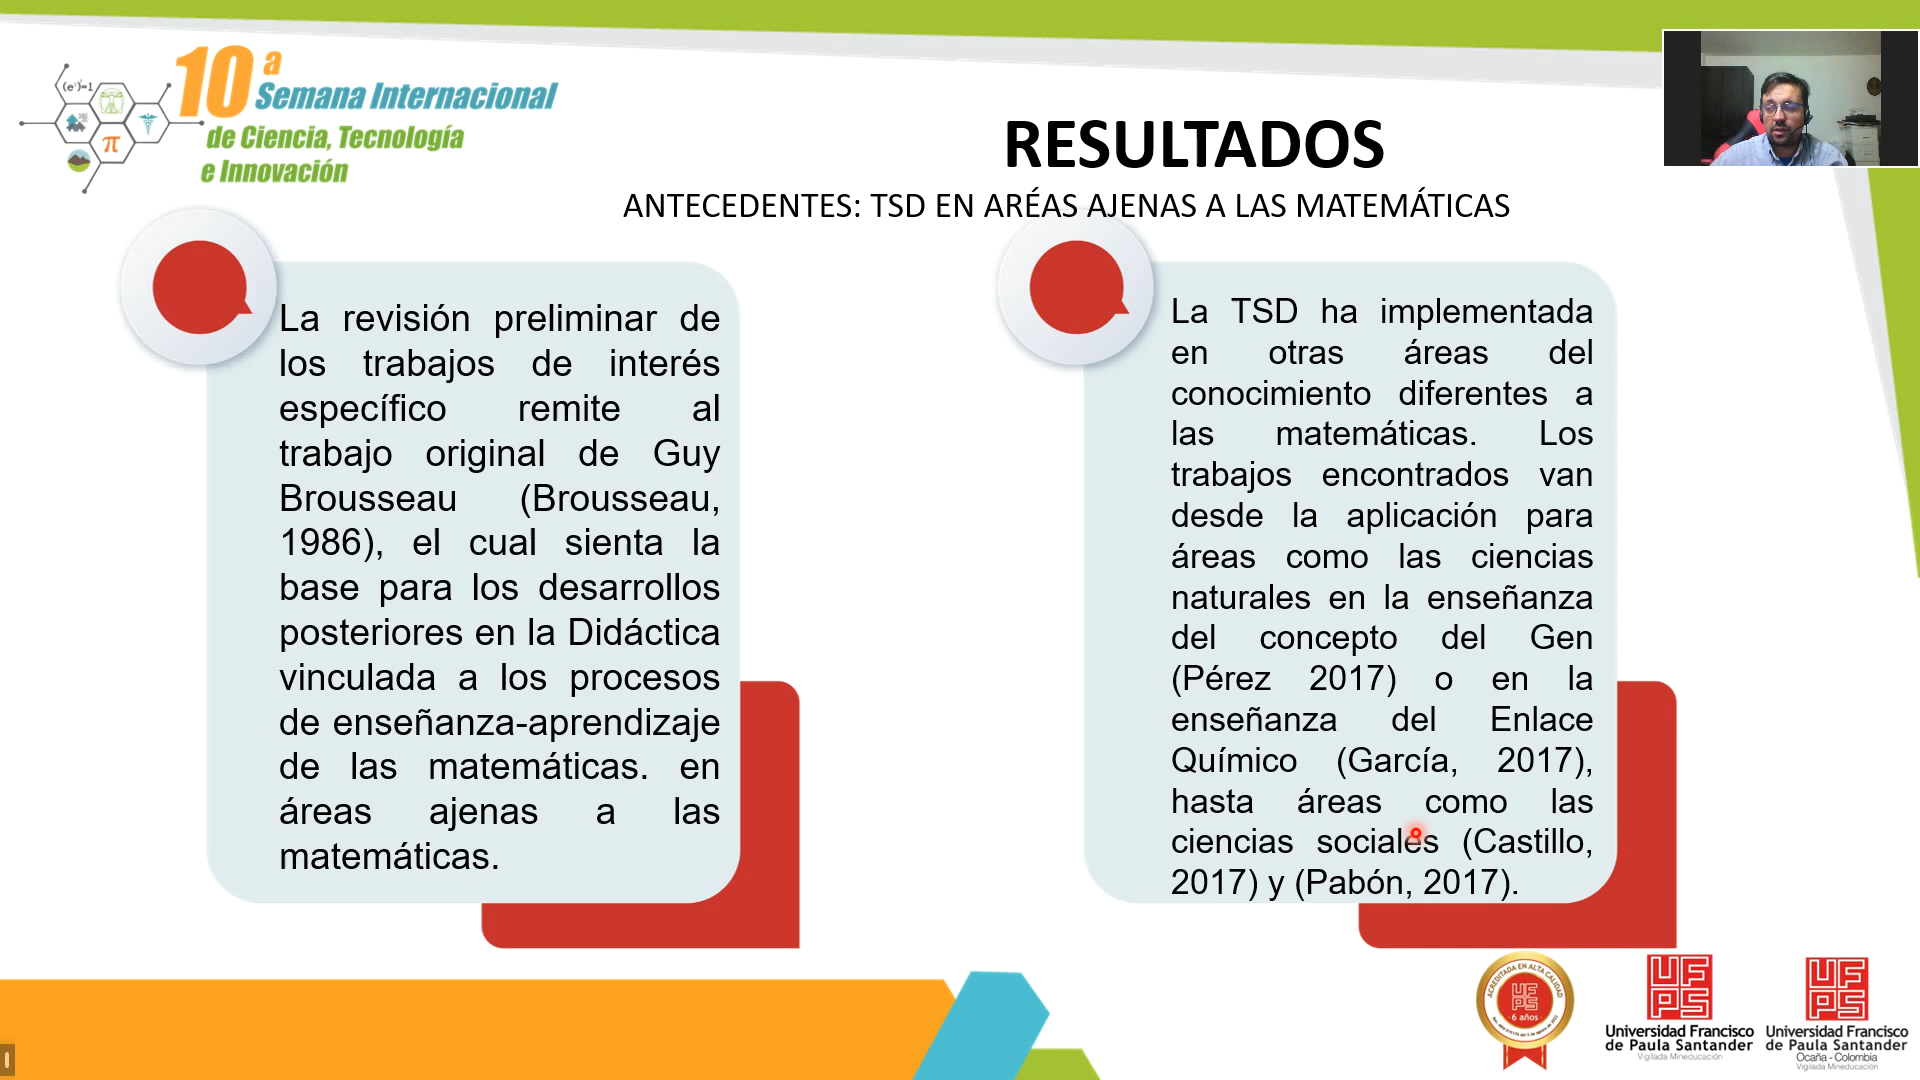 10ª
Semana Internacional
de Ciencia, Tecnología
e Innovación
π
RESULTADOS
ANTECEDENTES: TSD EN ARÉAS AJENAS A LAS MATEMÁTICAS
La revisión preliminar de
los trabajos de interés
específico remite al
trabajo original de Guy
Brousseau (Brousseau,
1986), el cual sienta la
base para los desarrollos
posteriores en la Didáctica
vinculada a los procesos
de enseñanza-aprendizaje
de las matemáticas. en
áreas ajenas a las
matemáticas.
La TSD ha implementada
en otras áreas del
conocimiento diferentes a
las matemáticas. Los
trabajos encontrados van
desde la aplicación para
áreas como las ciencias
naturales en la enseñanza
del concepto del Gen
(Pérez 2017) o en la
enseñanza del Enlace
Químico (García, 2017),
hasta áreas como las
ciencias sociales (Castillo,
2017) y (Pabón, 2017).
ACREDITADA EN ALTA CALIDAD
UFPS
6 años
UFPS
Universidad Francisco
de Paula Santander
Vigilada Mineducación
UFPS
Universidad Francisco
de Paula Santander
Ocaña - Colombia
Vigilada Mineducación